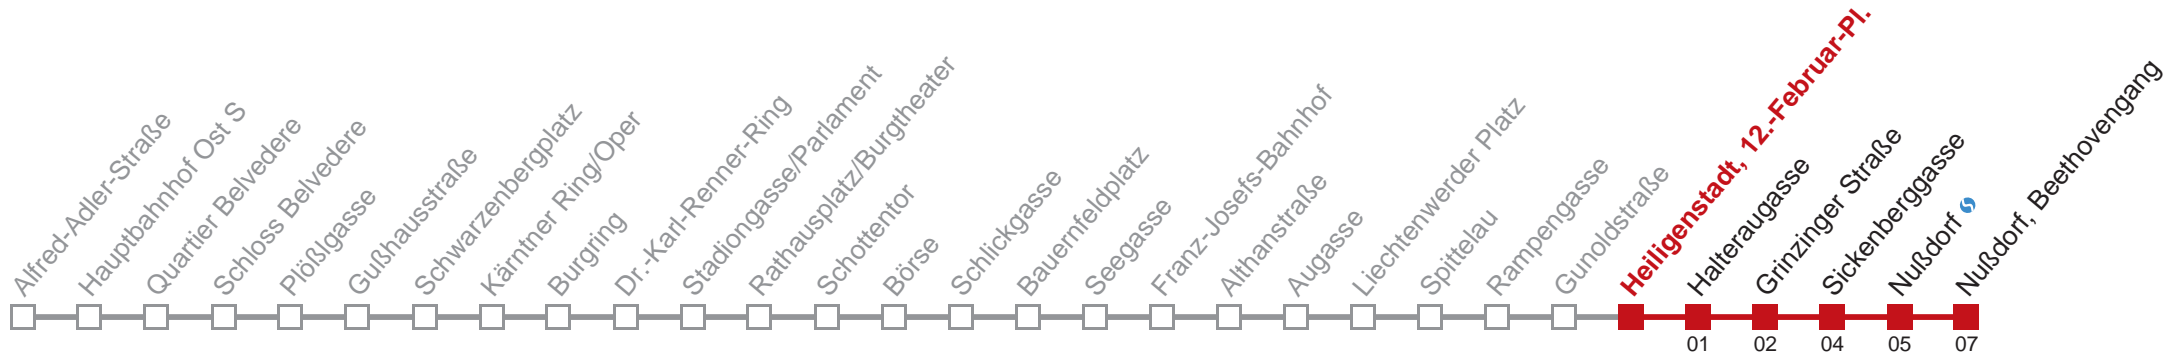 Alfred-Adler-Straße
Hauptbahnhof Ost S
Quartier Belvedere
Schloss Belvedere
Plößlgasse
Gußhausstraße
Schwarzenbergplatz
Kärntner Ring/Oper
Burgring
Dr.-Karl-Renner-Ring
Stadiongasse/Parlament
Rathausplatz/Burgtheater
Schottentor
Börse
Schlickgasse
Bauernfeldplatz
Seegasse
Franz-Josefs-Bahnhof
Althanstraße
Augasse
Liechtenwerder Platz
Spittelau
Rampengasse
Gunoldstraße
Heiligenstadt, 12.-Februar-Pl.
Halteraugasse
Grinzinger Straße
Sickenberggasse
Nußdorf
Nußdorf, Beethovengang
01 02 04 05 07